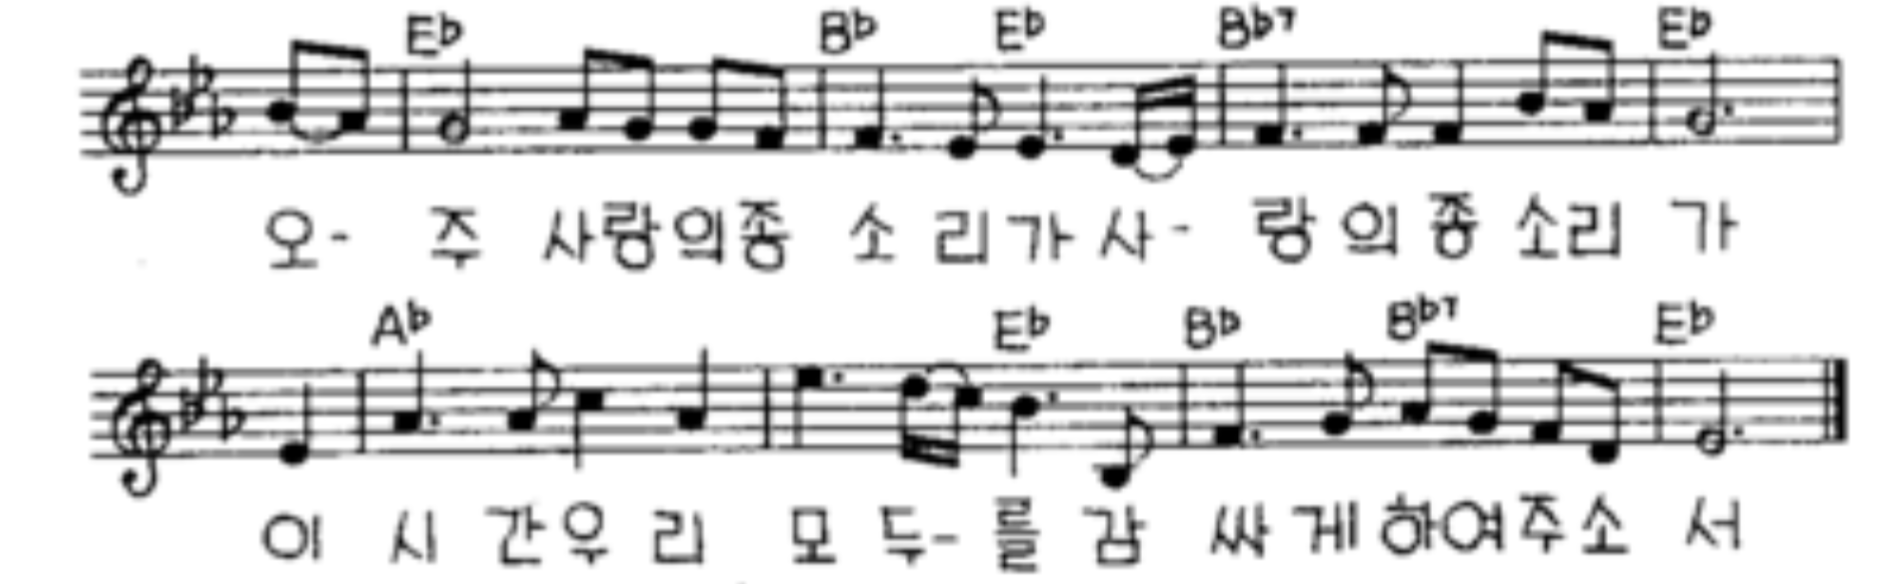 E♭ B♭ E♭ B♭7 E♭
오- 주 사랑의종 소 리가 사- 랑 의 종 소리 가
A♭ E♭ B♭ B♭7 E♭
이 시 간우 리 모 두- 를 감 싸 게 하여주소 서